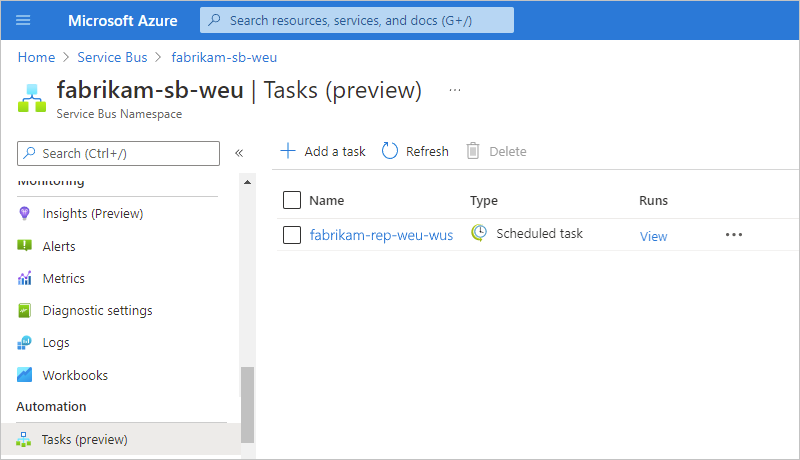 Microsoft Azure
Search resources, services, and docs (G+/)
Home > Service Bus > fabrikam-sb-weu
fabrikam-sb-weu | Tasks (preview) ...
Service Bus Namespace
Search (Ctrl+/) «
Add a task Refresh Delete
Monitoring
Insights (Preview)
Alerts
Metrics
Diagnostic settings
Logs
Workbooks
Automation
Tasks (preview)
Name Type Runs
fabrikam-rep-weu-wus Scheduled task View ...